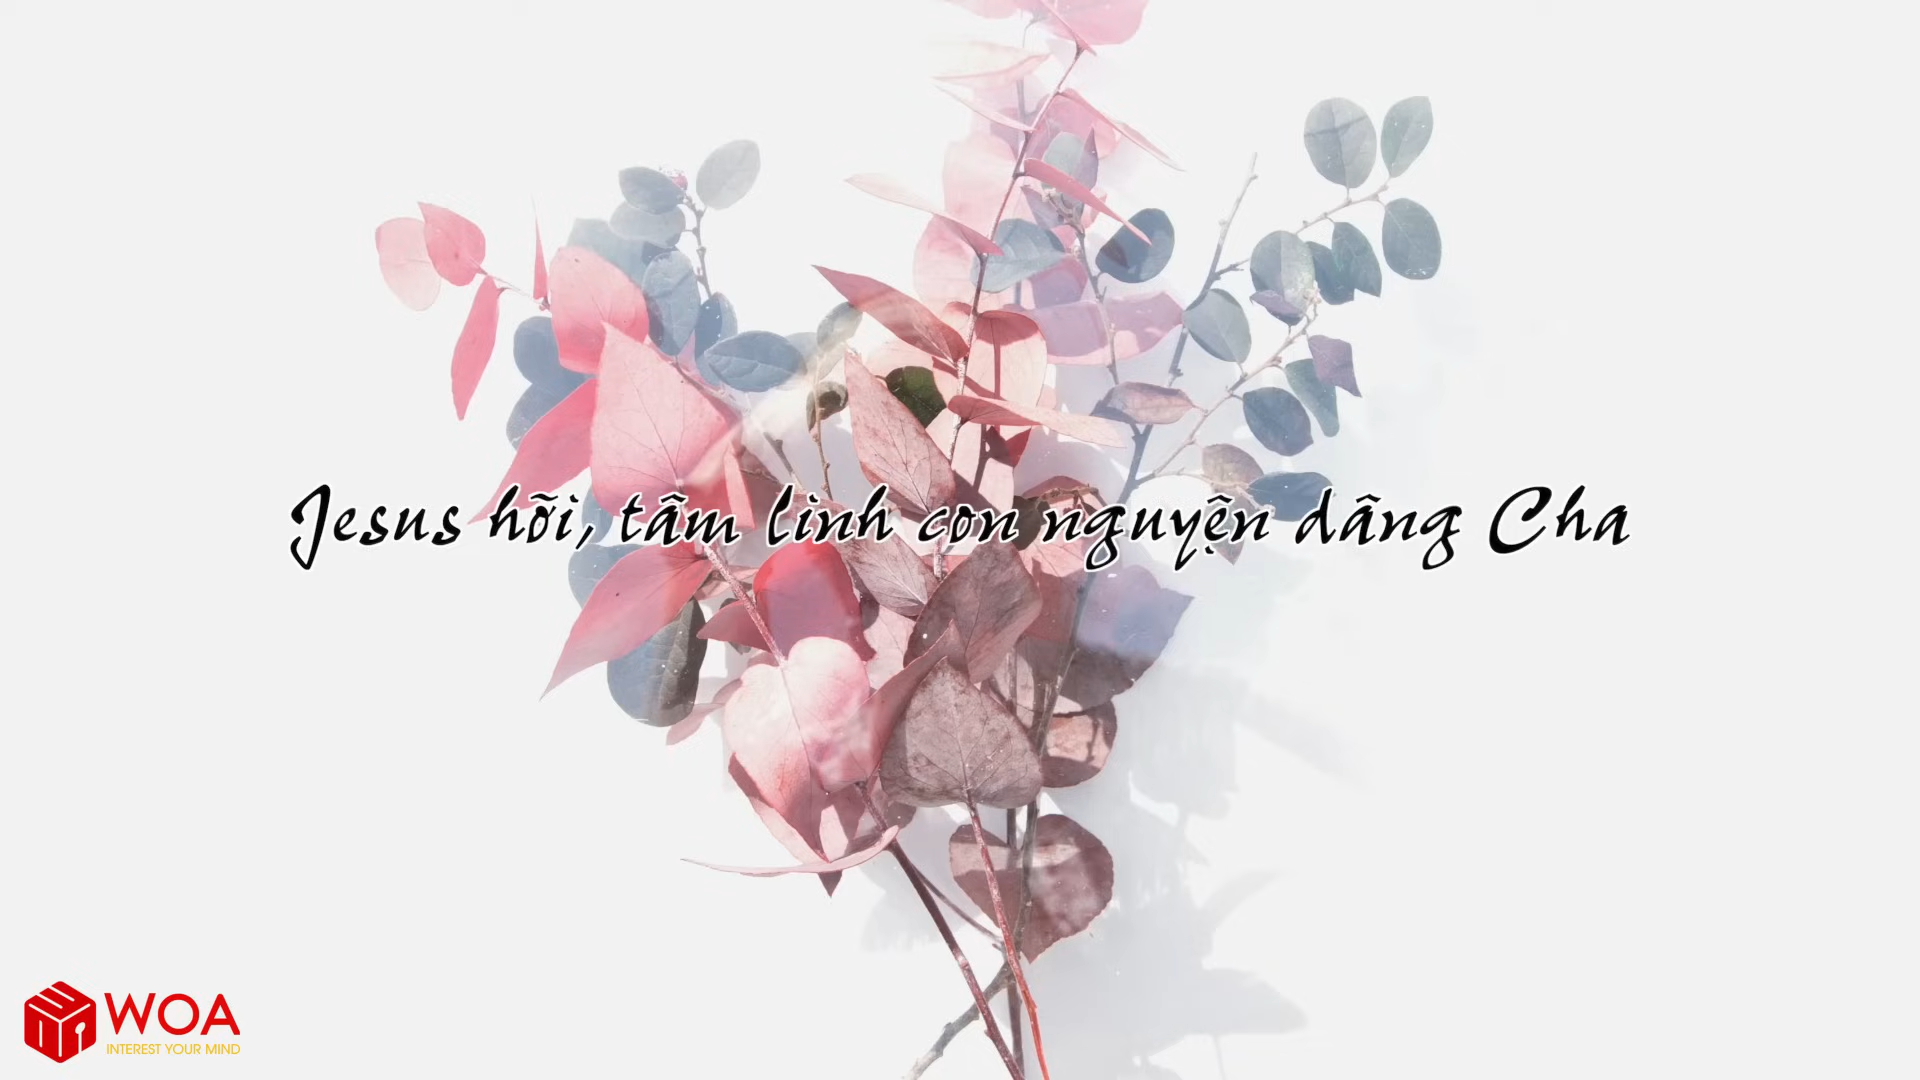 Jesus hỡi, tâm linh con nguyện dâng Cha
WOA
INTEREST YOUR MIND